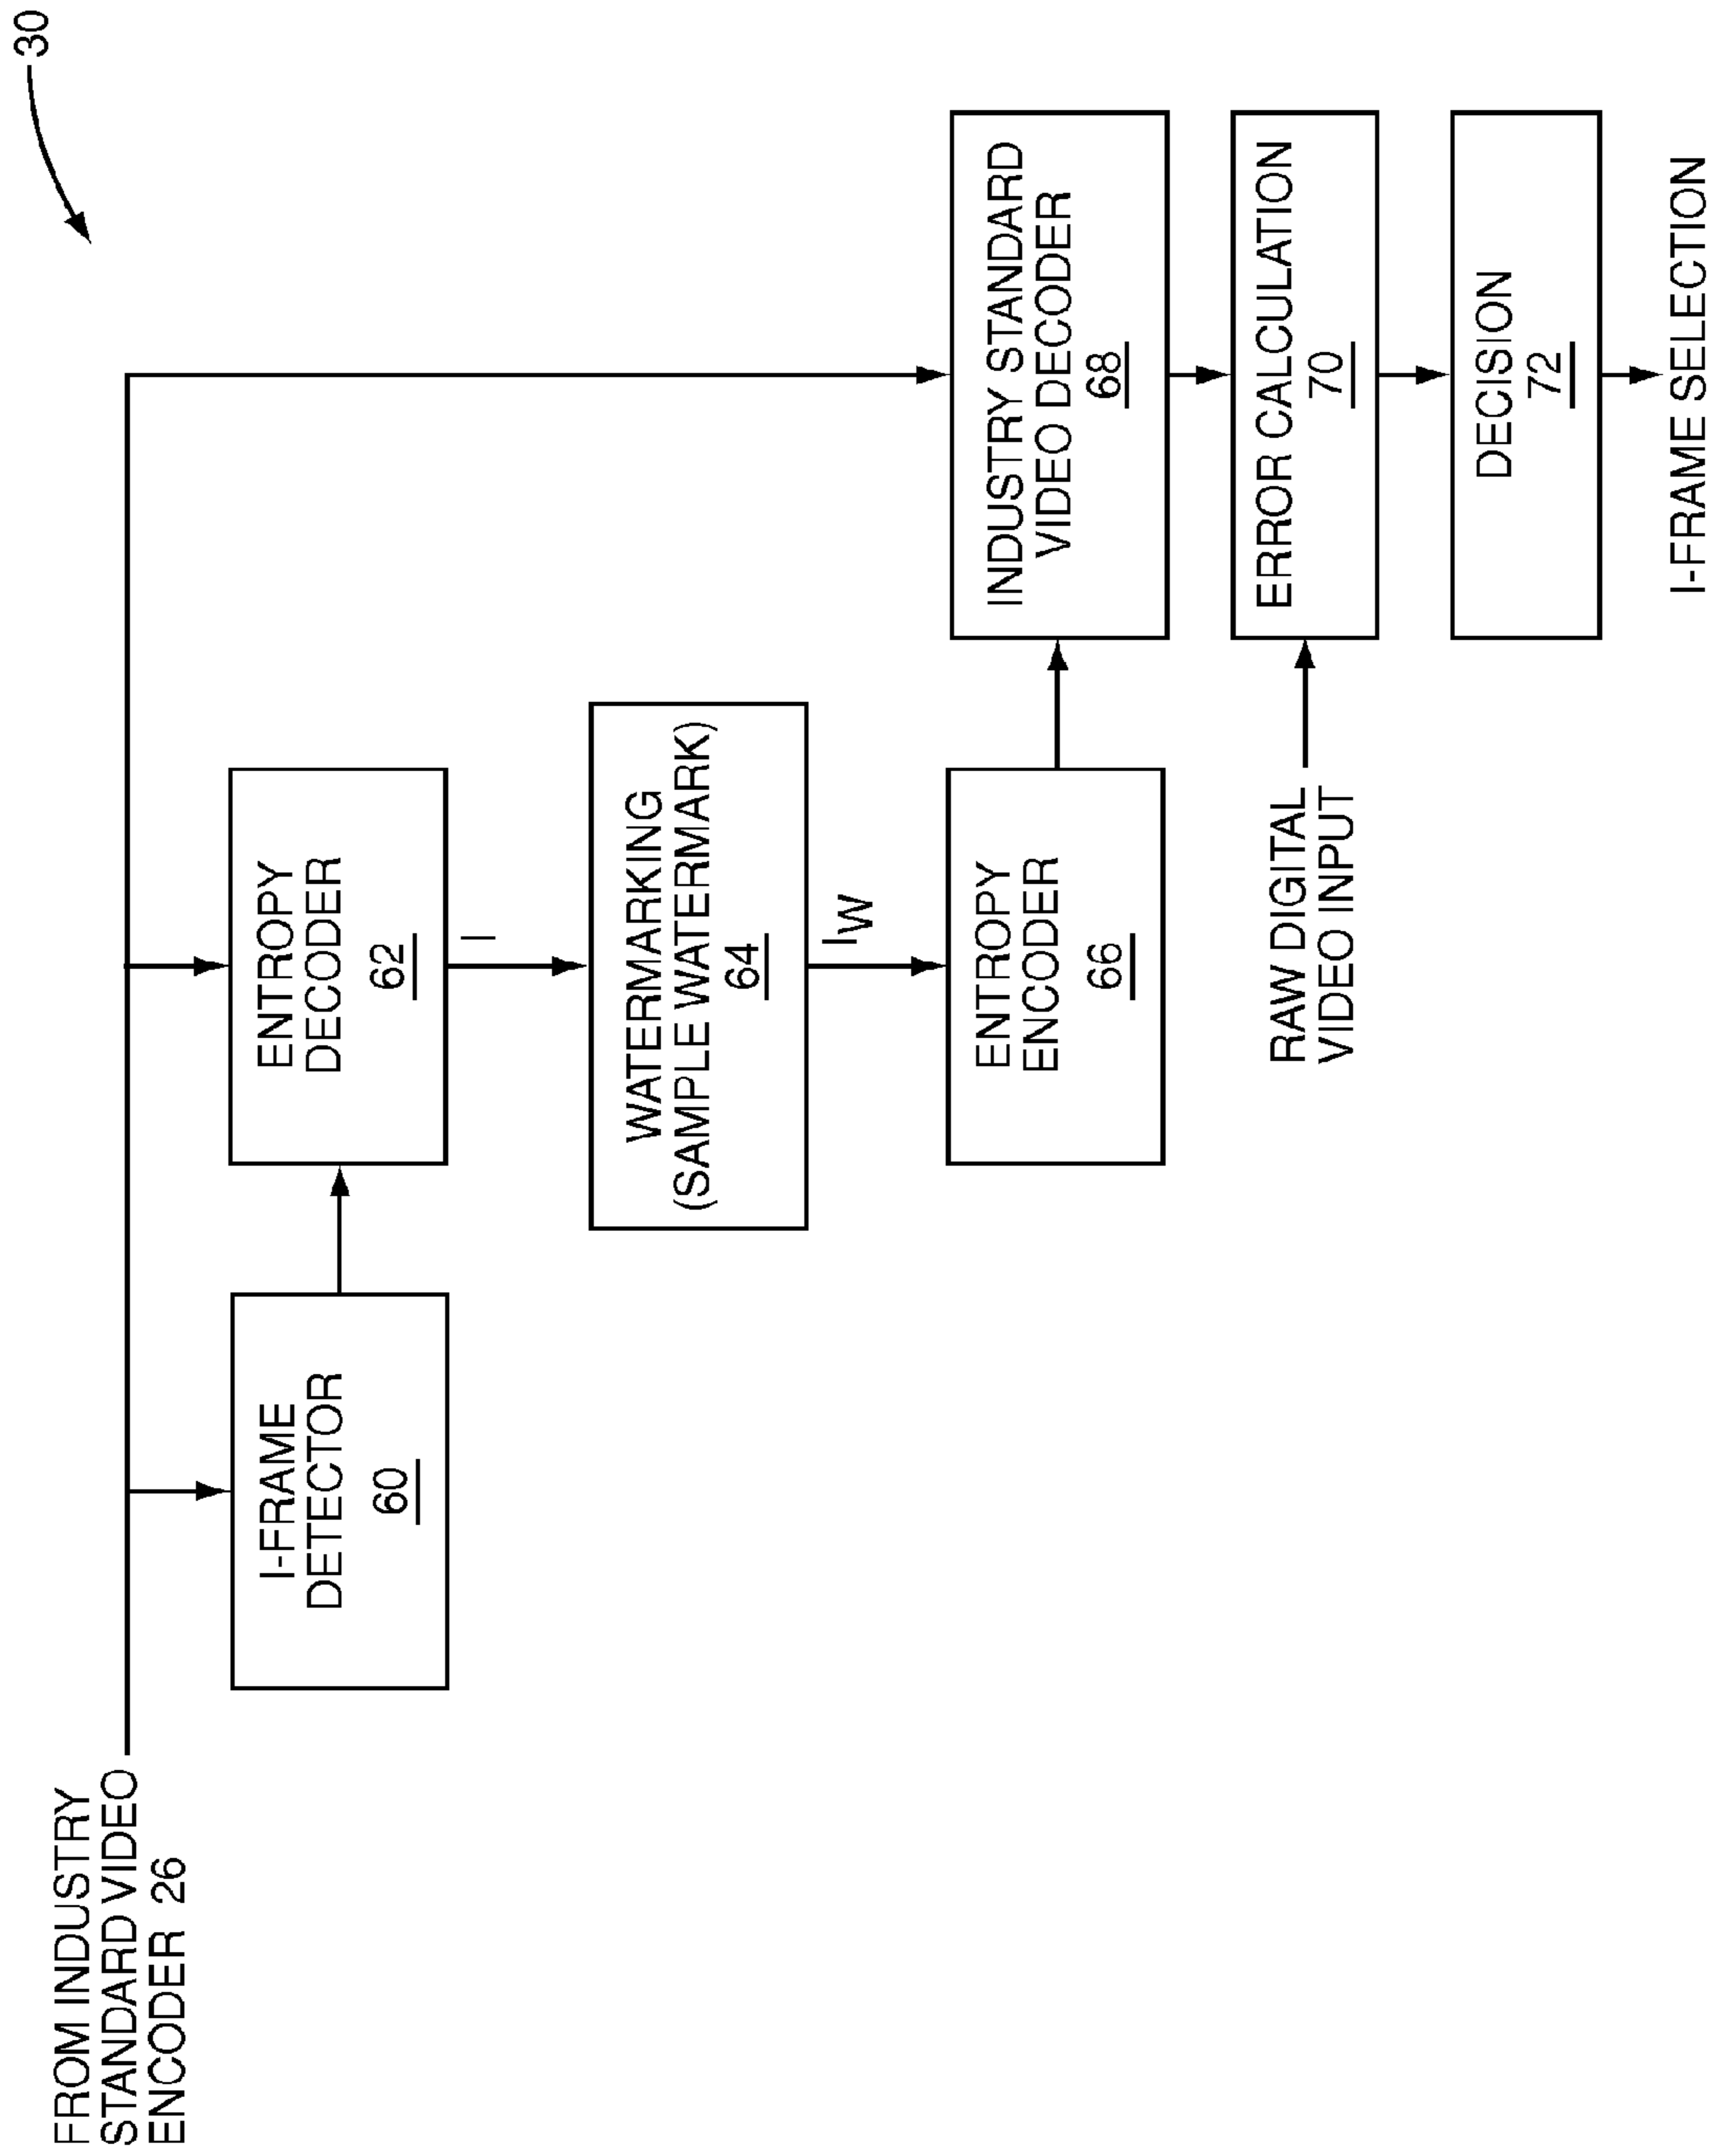 30
FROM INDUSTRY
STANDARD VIDEO
ENCODER 26
I-FRAME
DETECTOR
60
ENTROPY
DECODER
62
I
WATERMARKING
(SAMPLE WATERMARK)
64
IW
ENTROPY
ENCODER
66
INDUSTRY STANDARD
VIDEO DECODER
68
RAW DIGITAL
VIDEO INPUT
ERROR CALCULATION
70
DECISION
72
I-FRAME SELECTION